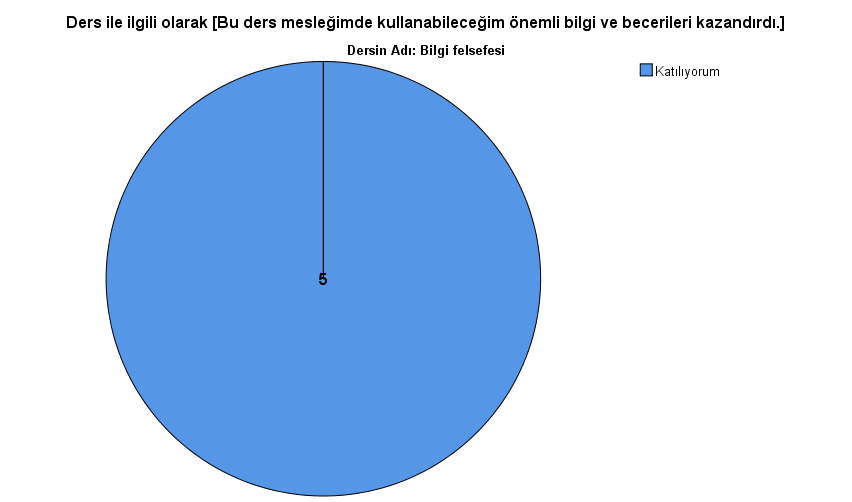 Ders ile ilgili olarak [Bu ders mesleğimde kullanabileceğim önemli bilgi ve becerileri kazandırdı.]
Dersin Adı: Bilgi felsefesi
Katılıyorum
5